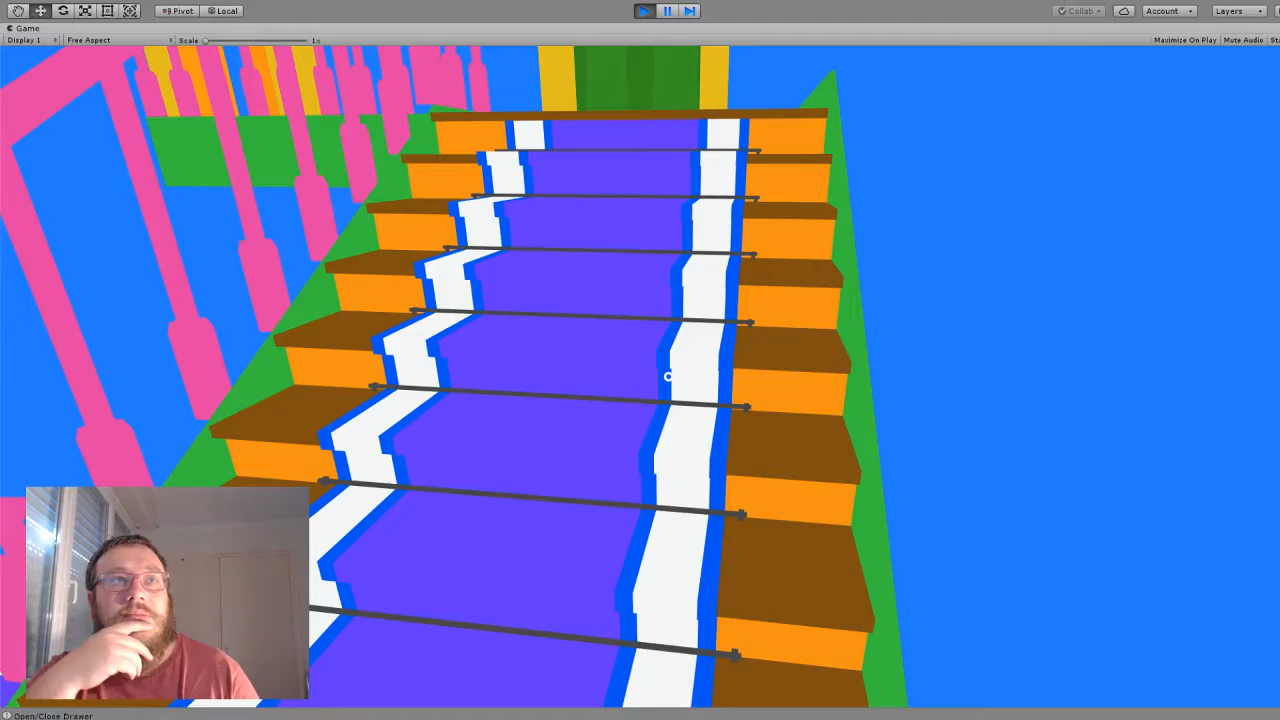 Pivot Local Collab Account Layers
Game
Display 1 Free Aspect Scale 1x Maximize On Play Mute Audio
Open/Close Drawer